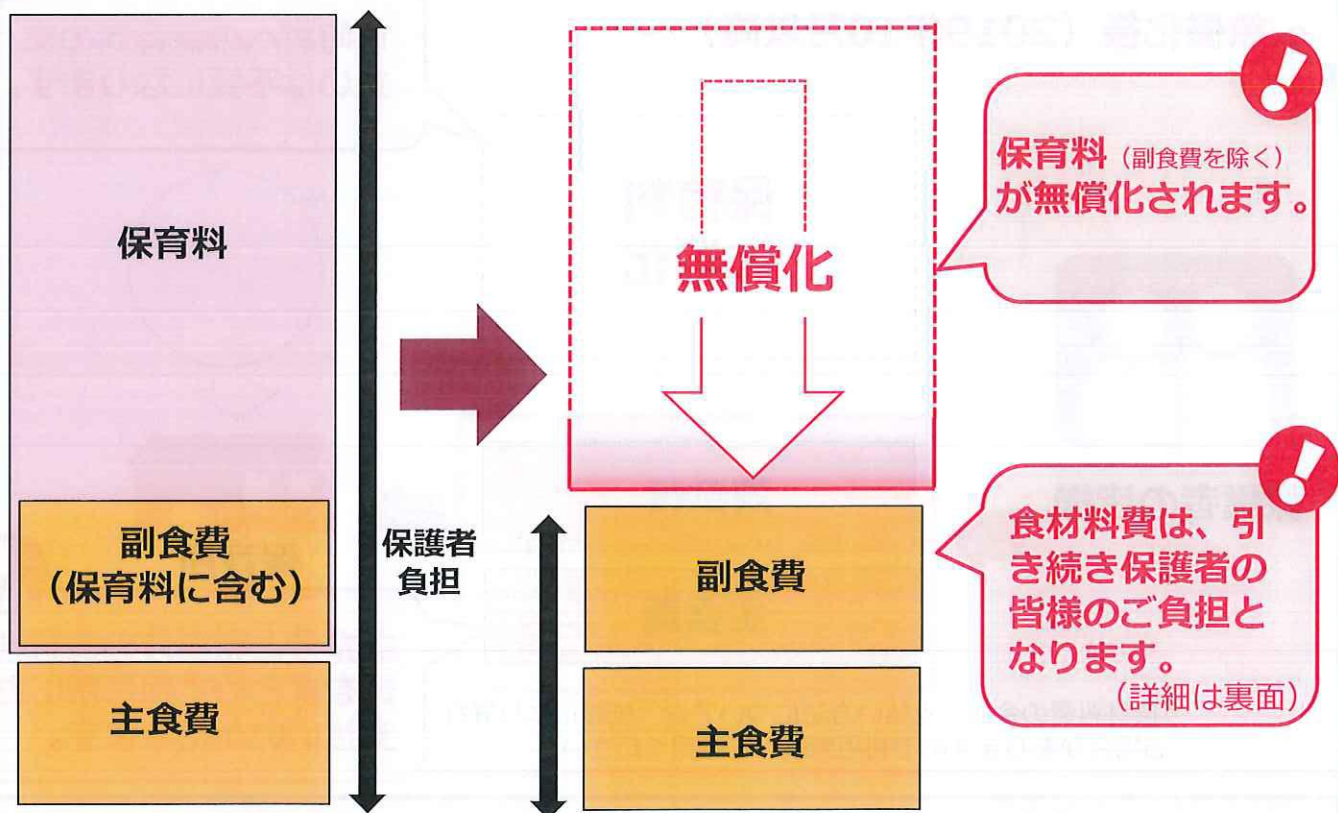 保育料
副食費
(保育料に含む)
主食費
保護者
負担
無償化
副食費
主食費
保育料(副食費を除く)
が無償化されます。
食材料費は、引
き続き保護者の
皆様のご負担と
なります。
(詳細は裏面)